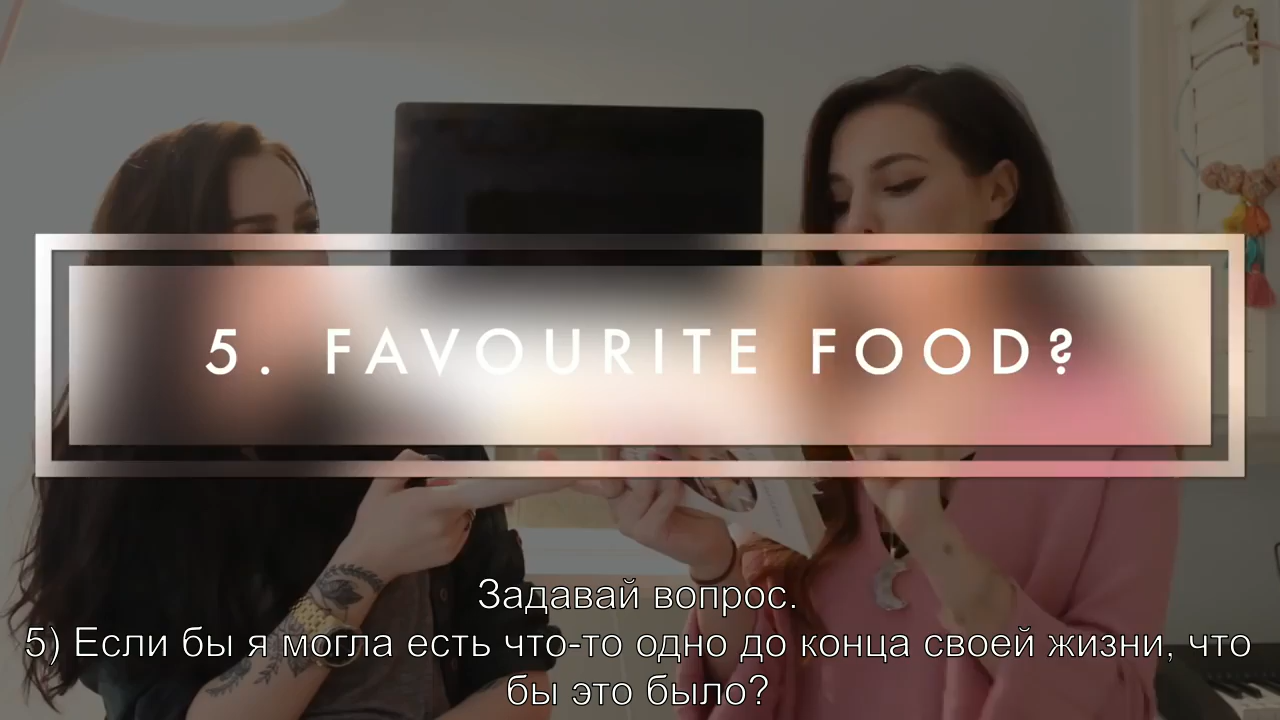 5. FAVOURITE FOOD?
Задавай вопрос.
5) Если бы я могла есть что-то одно до конца своей жизни, что
бы это было?